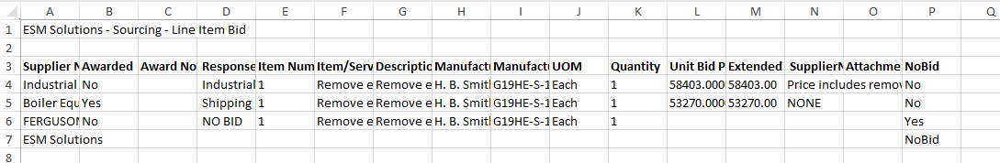 A B C D E F G H I J K L M N O P Q
1 ESM Solutions - Sourcing - Line Item Bid
2
3 Supplier N Awarded Award No Response Item Num Item/Serv Descriptic Manufactu Manufactu UOM Quantity Unit Bid P Extended SupplierN Attachme NoBid
4 Industrial No Industrial 1 Remove e Remove e H. B. Smit G19HE-S-1 Each 1 58403.000 58403.00 Price includes remov No
5 Boiler Equ Yes Shipping 1 Remove e Remove e H. B. Smit G19HE-S-1 Each 1 53270.000 53270.00 NONE No
6 FERGUSON No NO BID 1 Remove e Remove e H. B. Smit G19HE-S-1 Each 1 Yes
7 ESM Solutions NoBid
8